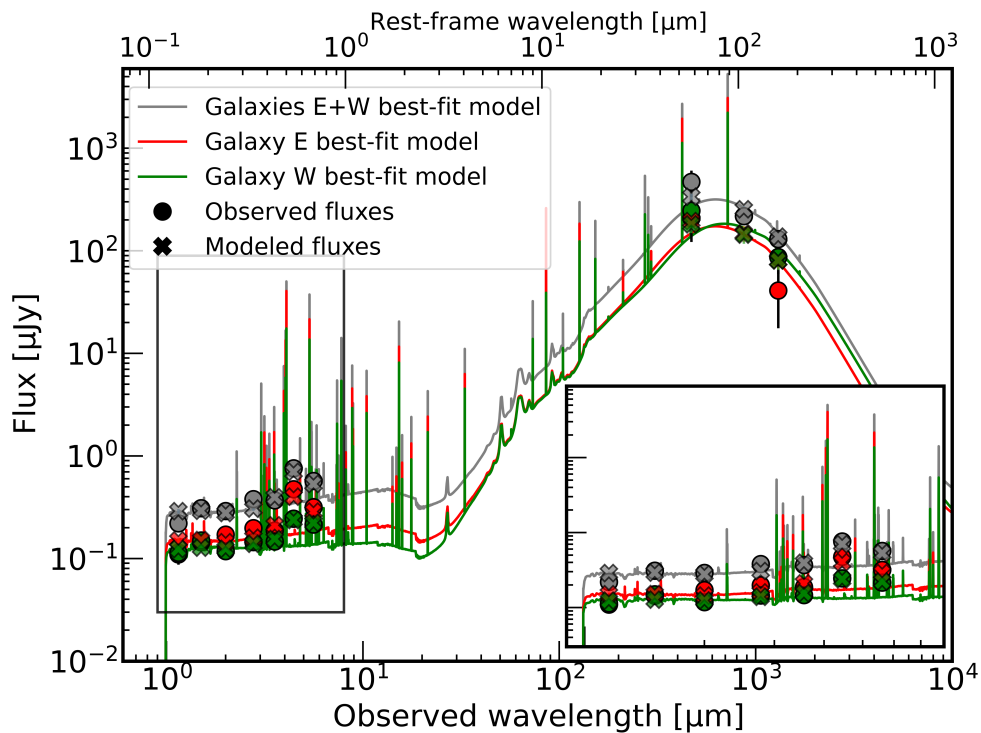 Rest-frame wavelength [μm]
10⁻¹ 10⁰ 10¹ 10² 10³
Galaxies E+W best-fit model
Galaxy E best-fit model
Galaxy W best-fit model
Observed fluxes
Modeled fluxes
Flux [μJy]
10³
10²
10¹
10⁰
10⁻¹
10⁻²
10⁰ 10¹ 10² 10³ 10⁴
Observed wavelength [μm]